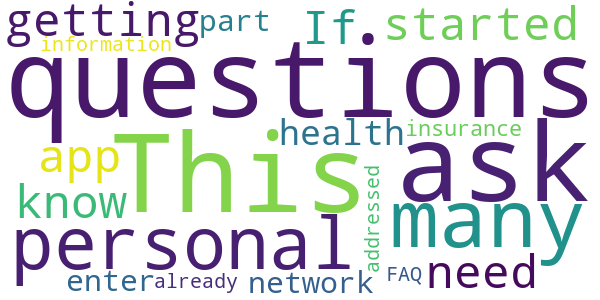 getting part If started
information
questions
This health insurance ask
app
know many
personal addressed
enter already network FAQ need